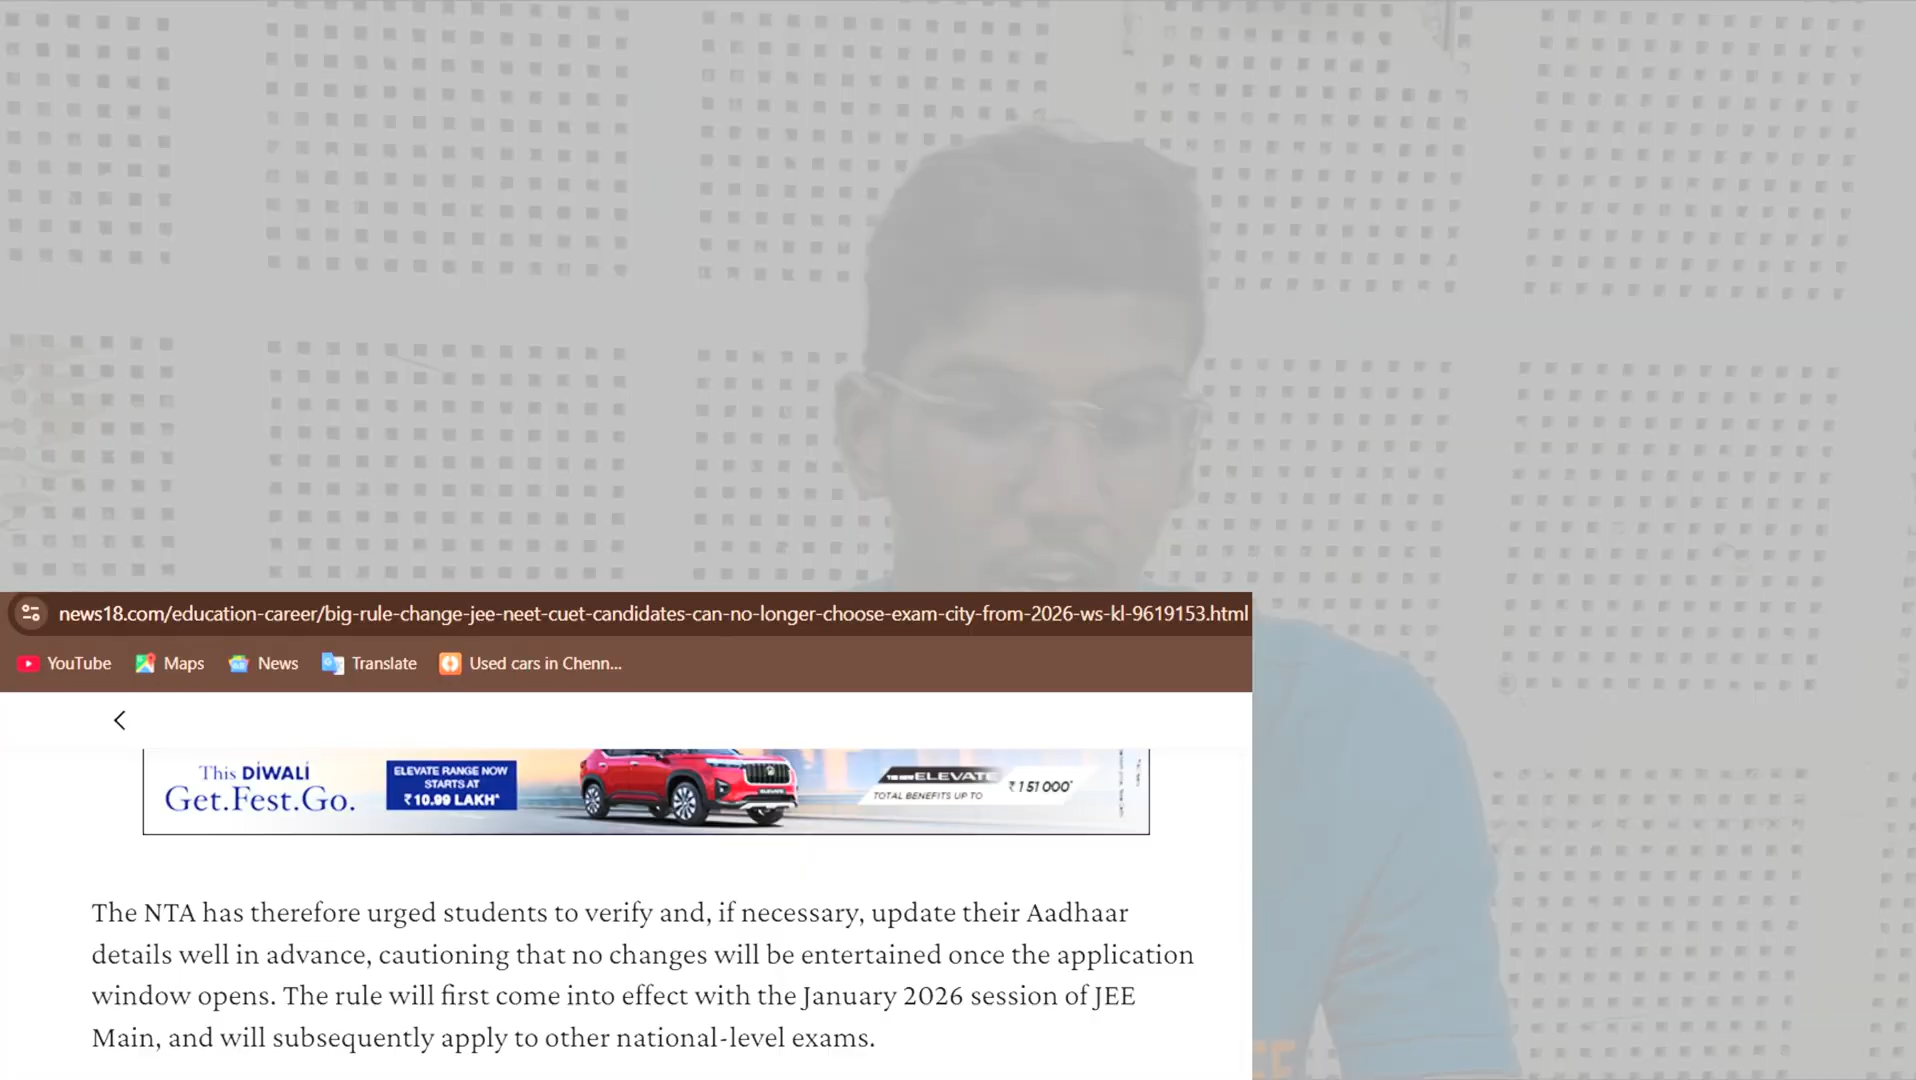 news18.com/education-career/big-rule-change-jee-neet-cuet-candidates-can-no-longer-choose-exam-city-from-2026-ws-kl-9619153.html
YouTube Maps News Translate Used cars in Chenn...
This DIWALI
Get.Fest.Go.
ELEVATE RANGE NOW
STARTS AT
₹ 10.99 LAKH*
THE NEW ELEVATE
TOTAL BENEFITS UP TO ₹ 151 000*
The NTA has therefore urged students to verify and, if necessary, update their Aadhaar
details well in advance, cautioning that no changes will be entertained once the application
window opens. The rule will first come into effect with the January 2026 session of JEE
Main, and will subsequently apply to other national-level exams.